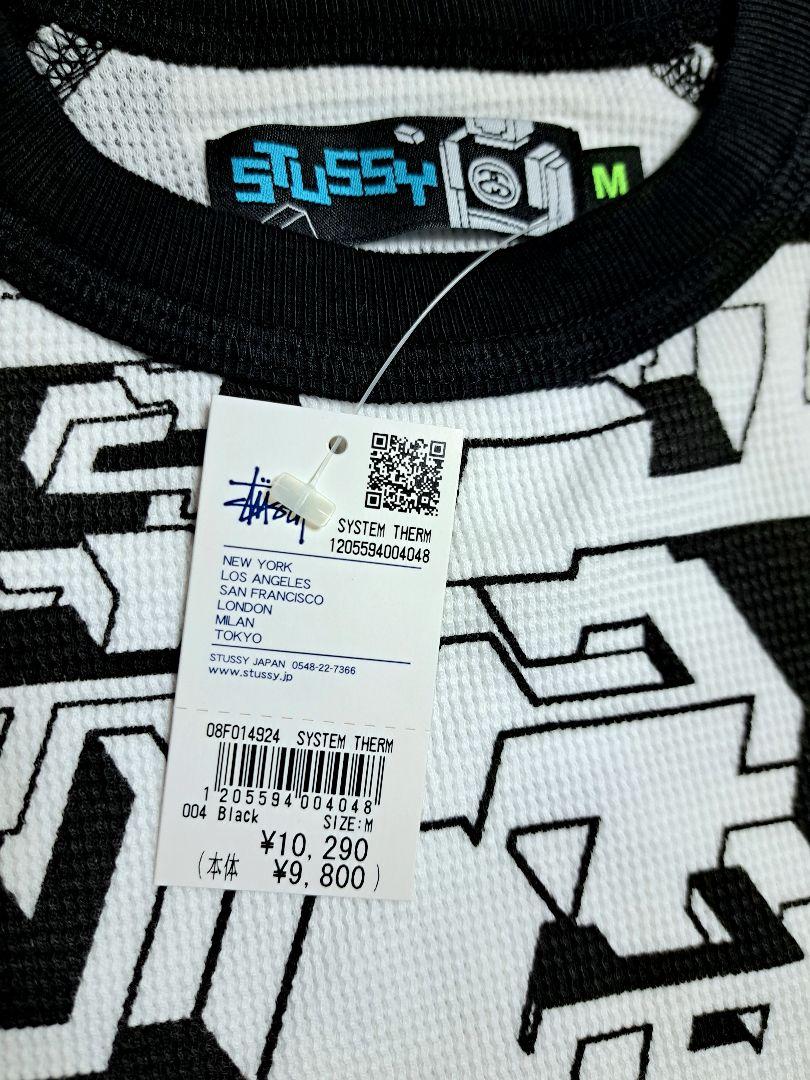 STUSSY
M
Stüssy
SYSTEM THERM
1205594004048
NEW YORK
LOS ANGELES
SAN FRANCISCO
LONDON
MILAN
TOKYO
STUSSY JAPAN 0548-22-7366
www.stussy.jp
08F014924 SYSTEM THERM
1 205594 004048
004 Black SIZE:M
¥10,290
(本体 ¥9,800)